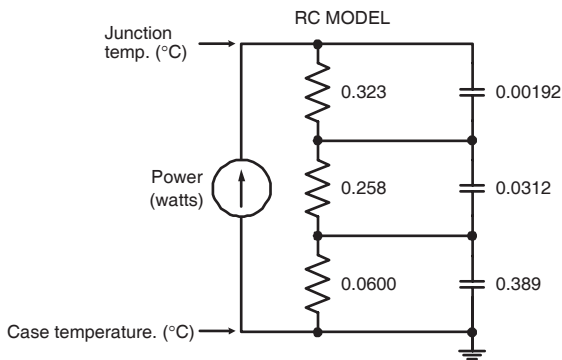 RC MODEL
Junction
temp. (°C)
0.323
0.00192
Power
(watts)
0.258
0.0312
0.0600
0.389
Case temperature. (°C)